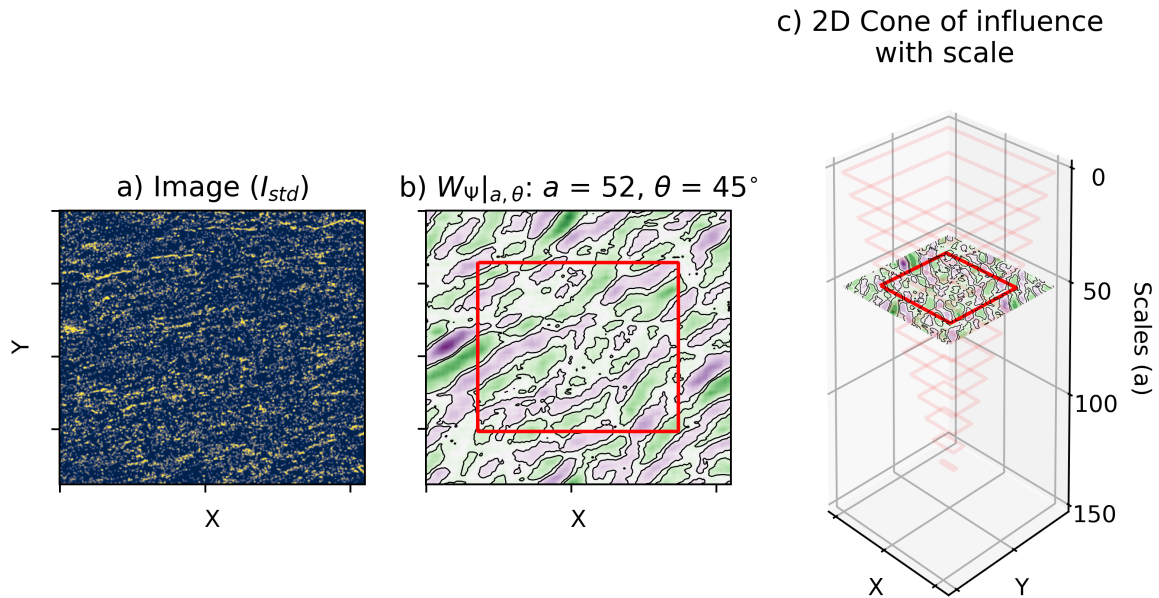 c) 2D Cone of influence
with scale
a) Image (I_std)
b) W_Ψ|_{a, θ}: a = 52, θ = 45°
0
50
100
150
Scales (a)
Y
X
X
X
Y